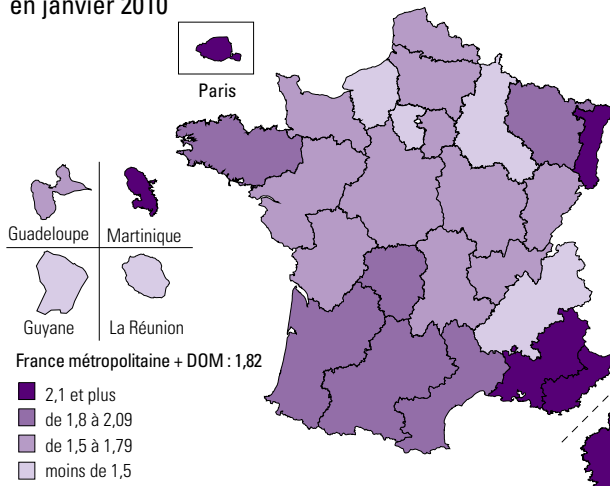 en janvier 2010
Paris
Guadeloupe
Martinique
Guyane
La Réunion
France métropolitaine + DOM : 1,82
2,1 et plus
de 1,8 à 2,09
de 1,5 à 1,79
moins de 1,5